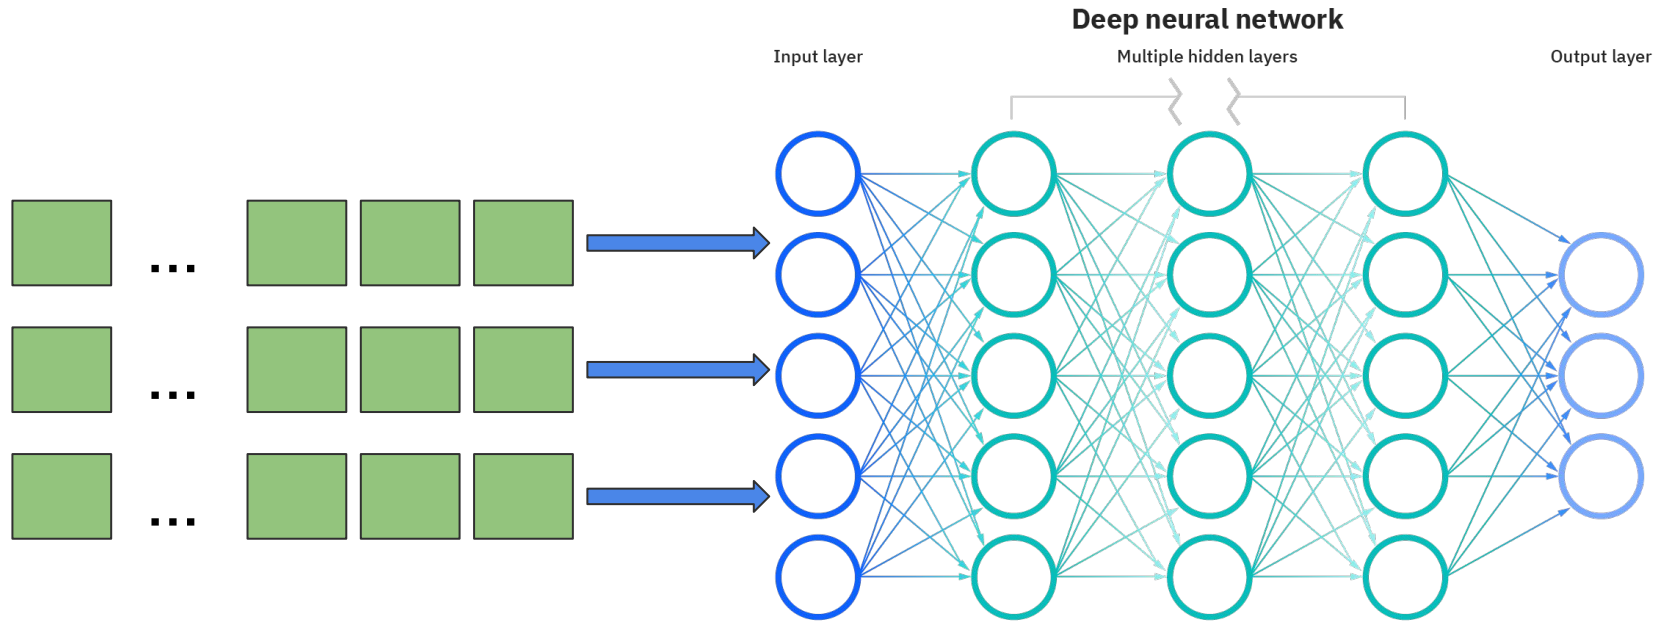 Deep neural network
Input layer
Multiple hidden layers
Output layer
...
...
...